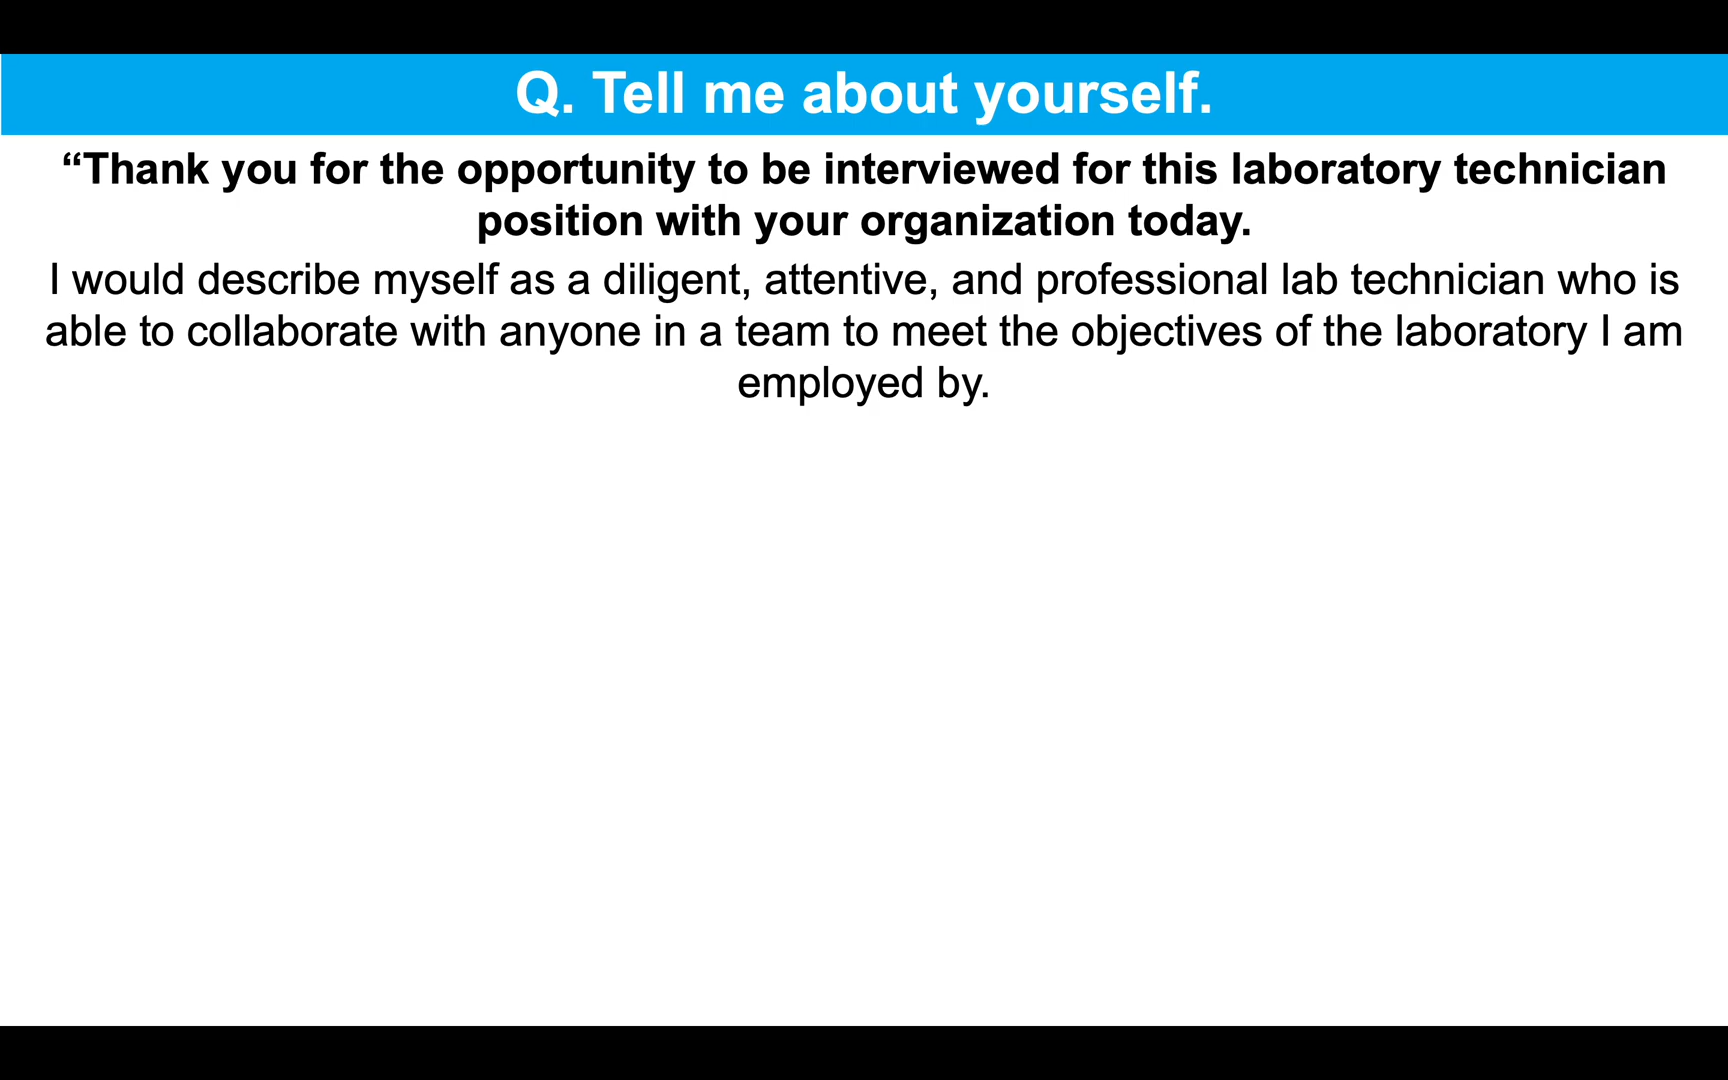 Q. Tell me about yourself.
“Thank you for the opportunity to be interviewed for this laboratory technician
position with your organization today.
I would describe myself as a diligent, attentive, and professional lab technician who is
able to collaborate with anyone in a team to meet the objectives of the laboratory I am
employed by.